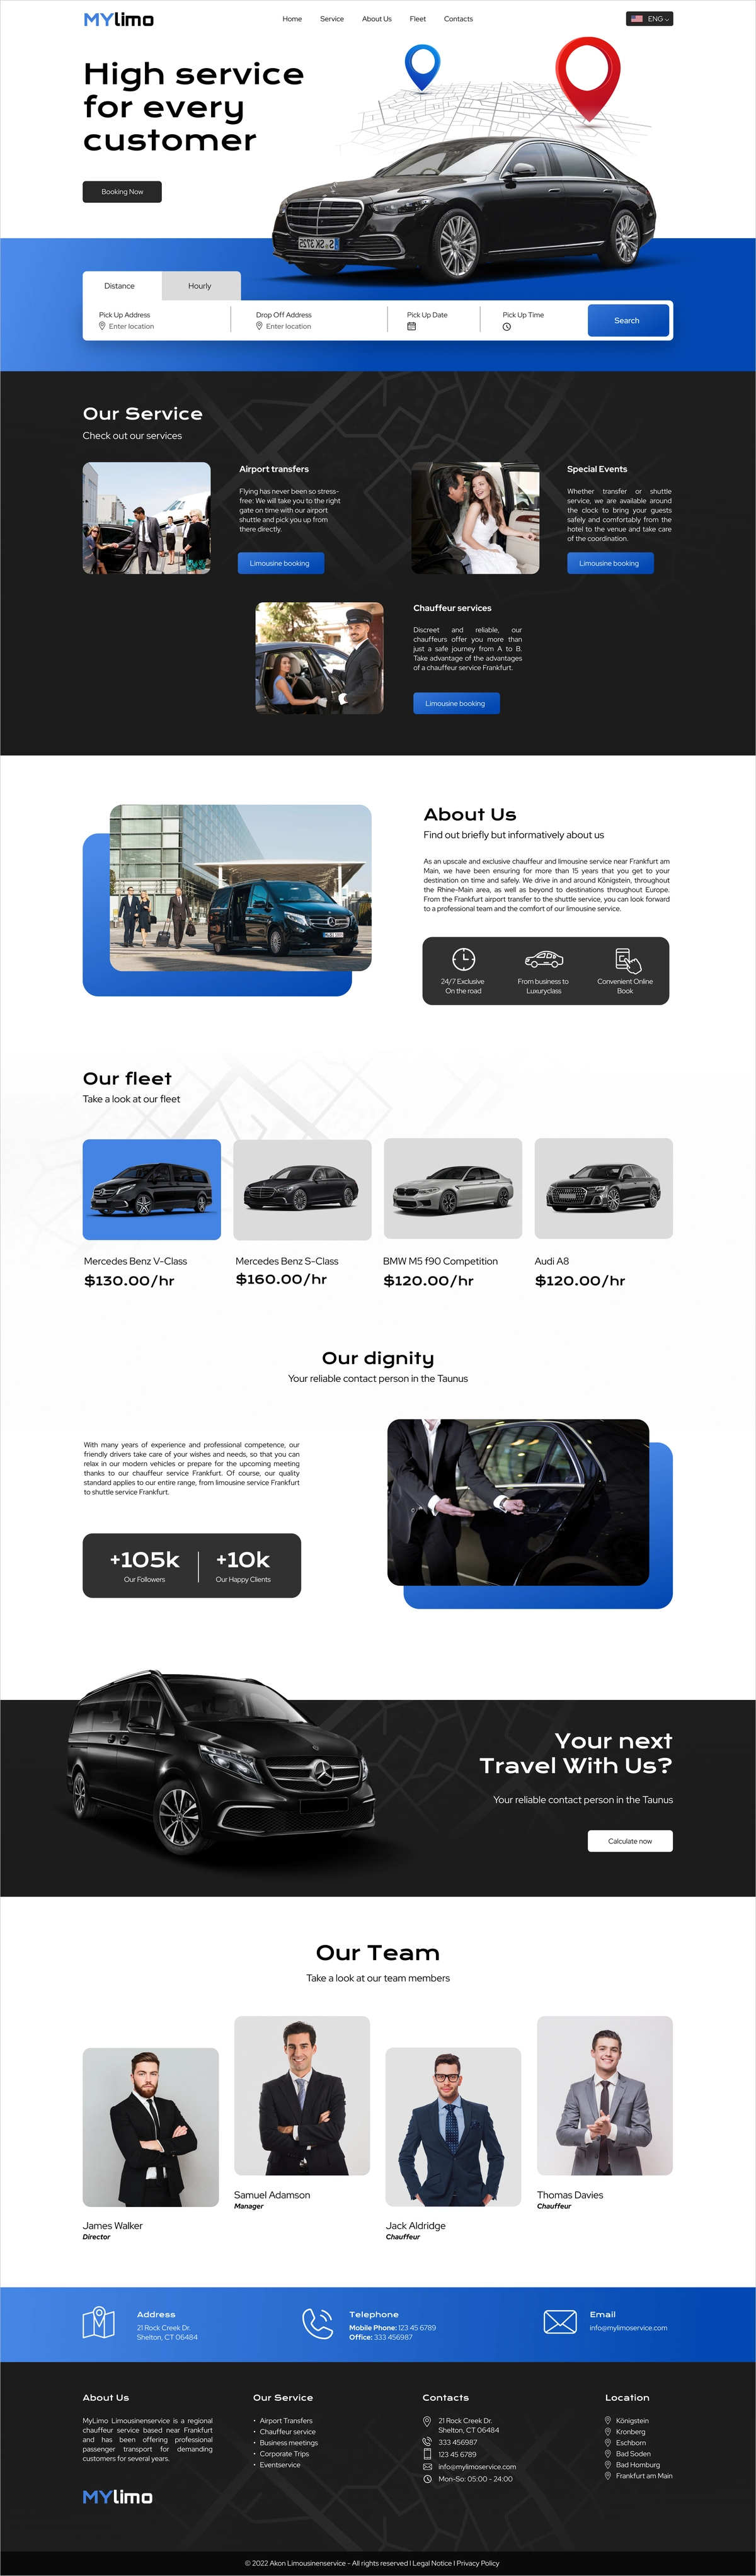 MYlimo
Home Service About Us Fleet Contacts
ENG
High service
for every
customer
Booking Now
Distance
Hourly
Pick Up Address
Enter location
Drop Off Address
Enter location
Pick Up Date
Pick Up Time
Search
Our Service
Check out our services
Airport transfers
Flying has never been so stress-
free: We will take you to the right
gate on time with our airport
shuttle and pick you up from
there directly.
Limousine booking
Special Events
Whether transfer or shuttle
service, we are available around
the clock to bring your guests
safely and comfortably from the
hotel to the venue and take care
of the coordination.
Limousine booking
Chauffeur services
Discreet and reliable, our
chauffeurs offer you more than
just a safe journey from A to B.
Take advantage of the advantages
of a chauffeur service Frankfurt.
Limousine booking
About Us
Find out briefly but informatively about us
As an upscale and exclusive chauffeur and limousine service near Frankfurt am
Main, we have been ensuring for more than 15 years that you get to your
destination on time and safely. We drive in and around Königstein, throughout
the Rhine-Main area, as well as beyond to destinations throughout Europe.
From the Frankfurt airport transfer to the shuttle service, you can look forward
to a professional team and the comfort of our limousine service.
24/7 Exclusive
On the road
From business to
Luxuryclass
Convenient Online
Book
Our fleet
Take a look at our fleet
Mercedes Benz V-Class
$130.00/hr
Mercedes Benz S-Class
$160.00/hr
BMW M5 f90 Competition
$120.00/hr
Audi A8
$120.00/hr
Our dignity
Your reliable contact person in the Taunus
With many years of experience and professional competence, our
friendly drivers take care of your wishes and needs, so that you can
relax in our modern vehicles or prepare for the upcoming meeting
thanks to our chauffeur service Frankfurt. Of course, our quality
standard applies to our entire range, from limousine service Frankfurt
to shuttle service Frankfurt.
+105k
Our Followers
+10k
Our Happy Clients
Your next
Travel With Us?
Your reliable contact person in the Taunus
Calculate now
Our Team
Take a look at our team members
James Walker
Director
Samuel Adamson
Manager
Jack Aldridge
Chauffeur
Thomas Davies
Chauffeur
Address
21 Rock Creek Dr.
Shelton, CT 06484
Telephone
Mobile Phone: 123 45 6789
Office: 333 456987
Email
info@mylimoservice.com
About Us
MyLimo Limousinenservice is a regional
chauffeur service based near Frankfurt
and has been offering professional
passenger transport for demanding
customers for several years.
MYlimo
Our Service
• Airport Transfers
• Chauffeur service
• Business meetings
• Corporate Trips
• Eventservice
Contacts
21 Rock Creek Dr.
Shelton, CT 06484
333 456987
123 45 6789
info@mylimoservice.com
Mon-So: 05:00 - 24:00
Location
Königstein
Kronberg
Eschborn
Bad Soden
Bad Homburg
Frankfurt am Main
© 2022 Akon Limousinenservice - All rights reserved | Legal Notice | Privacy Policy